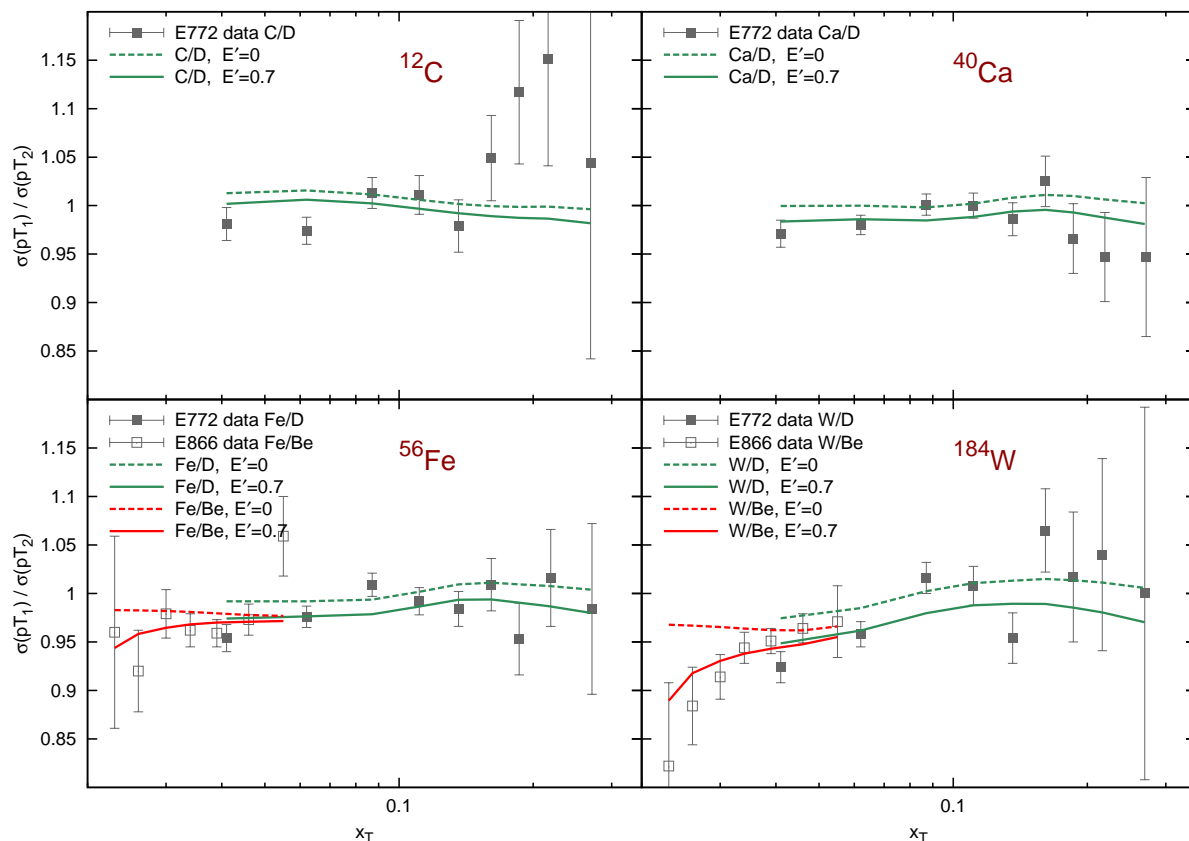 E772 data C/D
C/D, E′=0
C/D, E′=0.7
12C
E772 data Ca/D
Ca/D, E′=0
Ca/D, E′=0.7
40Ca
1.15
1.1
1.05
1
0.95
0.9
0.85
σ(pT1) / σ(pT2)
E772 data Fe/D
E866 data Fe/Be
Fe/D, E′=0
Fe/D, E′=0.7
Fe/Be, E′=0
Fe/Be, E′=0.7
56Fe
E772 data W/D
E866 data W/Be
W/D, E′=0
W/D, E′=0.7
W/Be, E′=0
W/Be, E′=0.7
184W
1.15
1.1
1.05
1
0.95
0.9
0.85
σ(pT1) / σ(pT2)
0.1
0.1
xT
xT